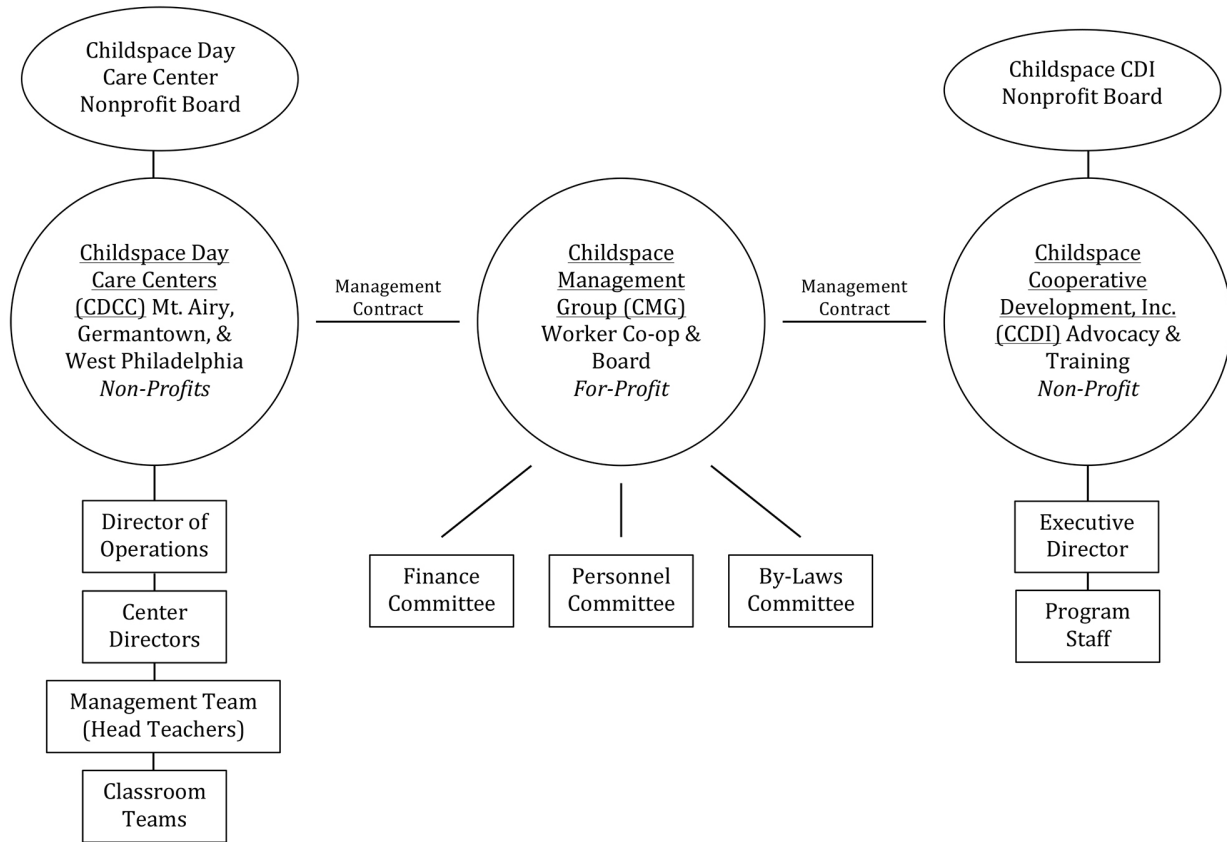 Childspace Day
Care Center
Nonprofit Board
Childspace CDI
Nonprofit Board
Childspace Day
Care Centers
(CDCC) Mt. Airy,
Germantown, &
West Philadelphia
Non-Profits
Management
Contract
Childspace
Management
Group (CMG)
Worker Co-op &
Board
For-Profit
Management
Contract
Childspace
Cooperative
Development, Inc.
(CCDI) Advocacy &
Training
Non-Profit
Director of
Operations
Center
Directors
Management Team
(Head Teachers)
Classroom
Teams
Finance
Committee
Personnel
Committee
By-Laws
Committee
Executive
Director
Program
Staff